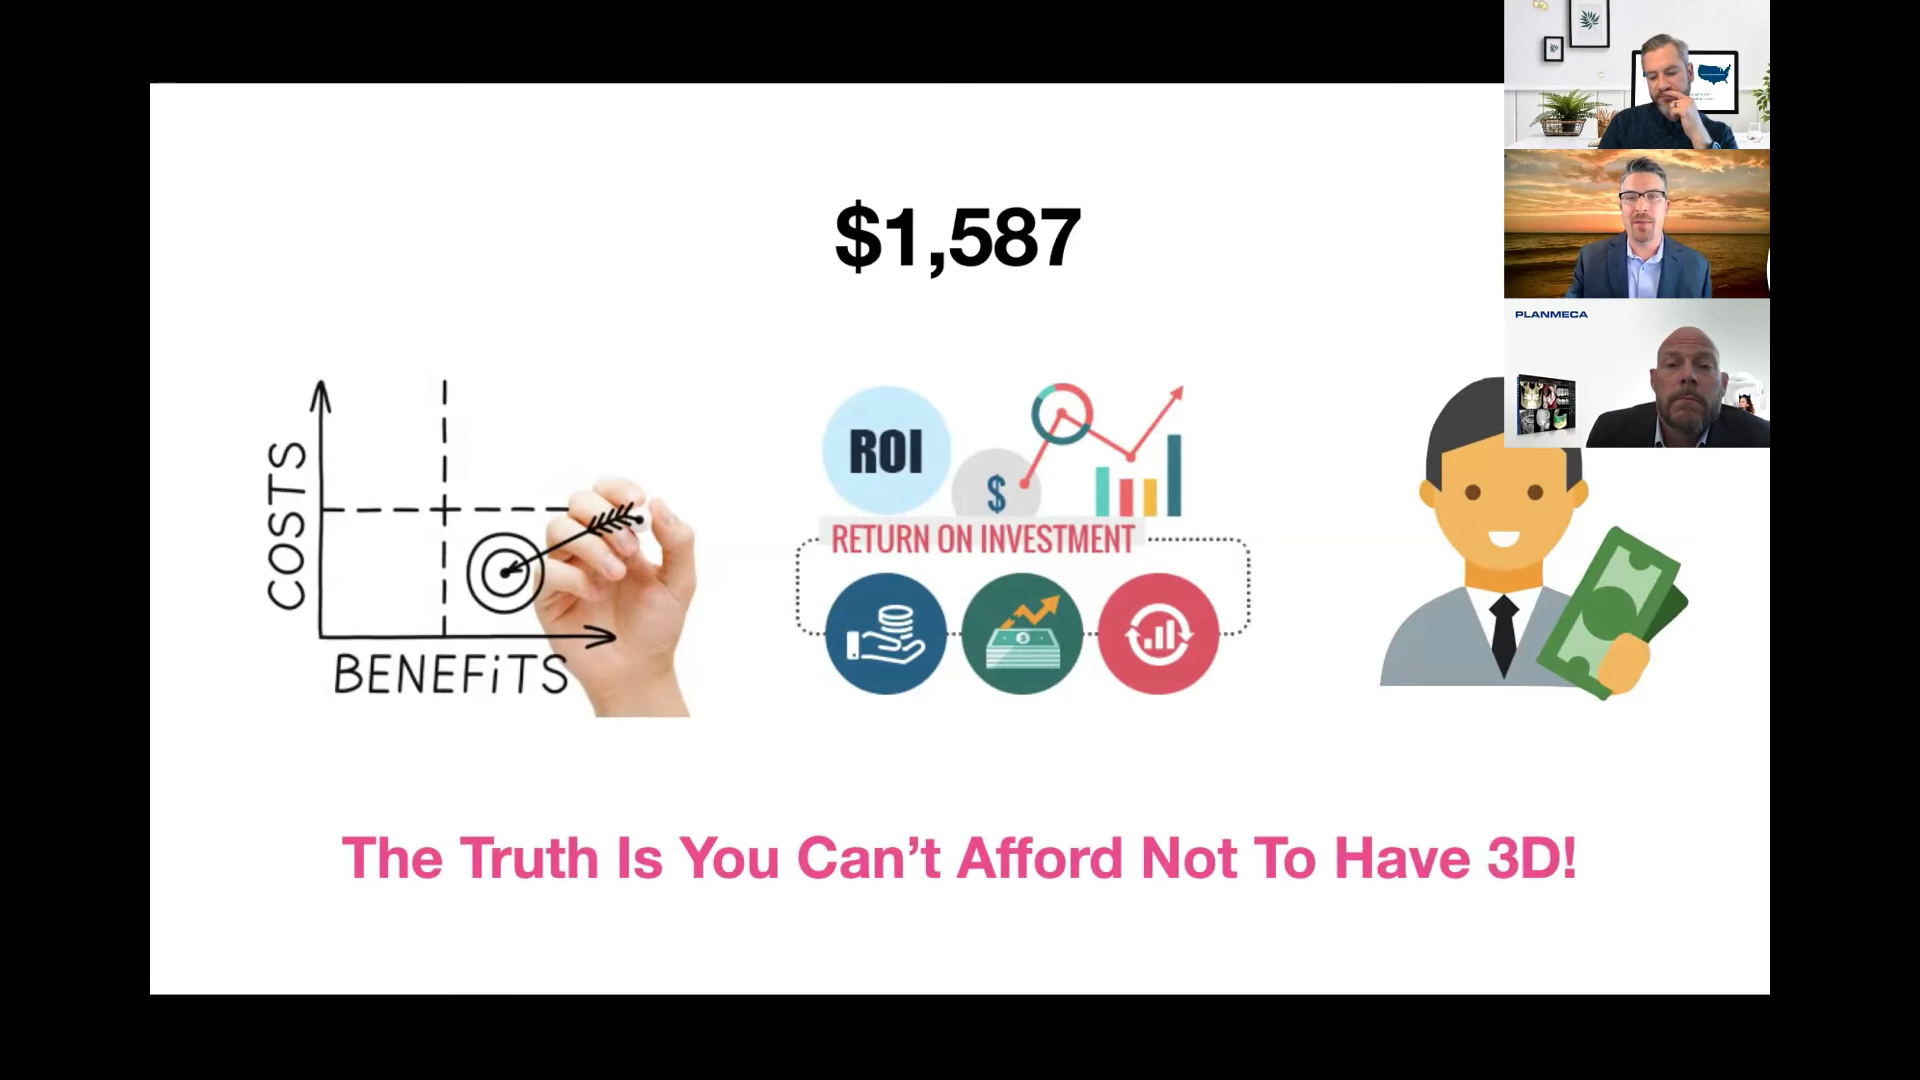 $1,587
PLANMECA
COSTS
BENEFiTS
ROI
$
RETURN ON INVESTMENT
The Truth Is You Can’t Afford Not To Have 3D!